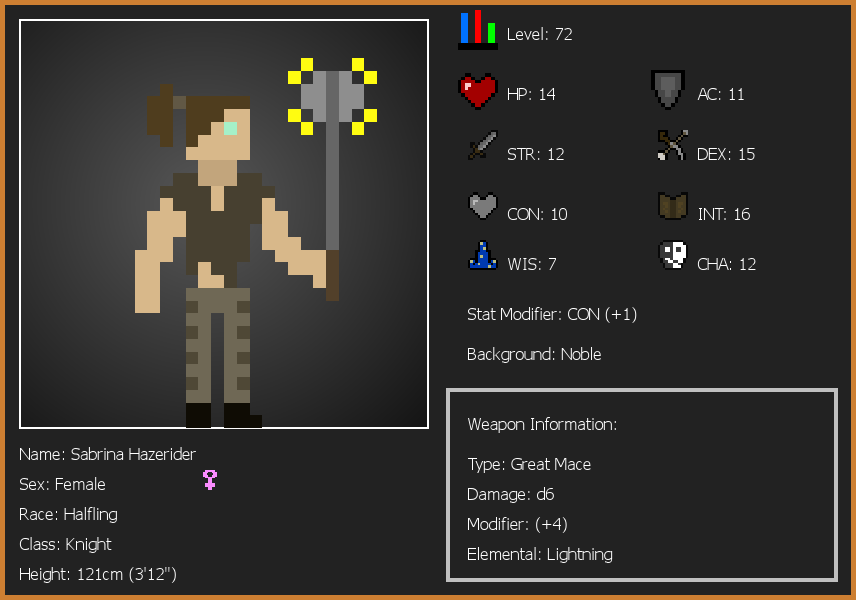 Level: 72
HP: 14
AC: 11
STR: 12
DEX: 15
CON: 10
INT: 16
WIS: 7
CHA: 12
Stat Modifier: CON (+1)
Background: Noble
Weapon Information:
Type: Great Mace
Damage: d6
Modifier: (+4)
Elemental: Lightning
Name: Sabrina Hazerider
Sex: Female
Race: Halfling
Class: Knight
Height: 121cm (3'12")